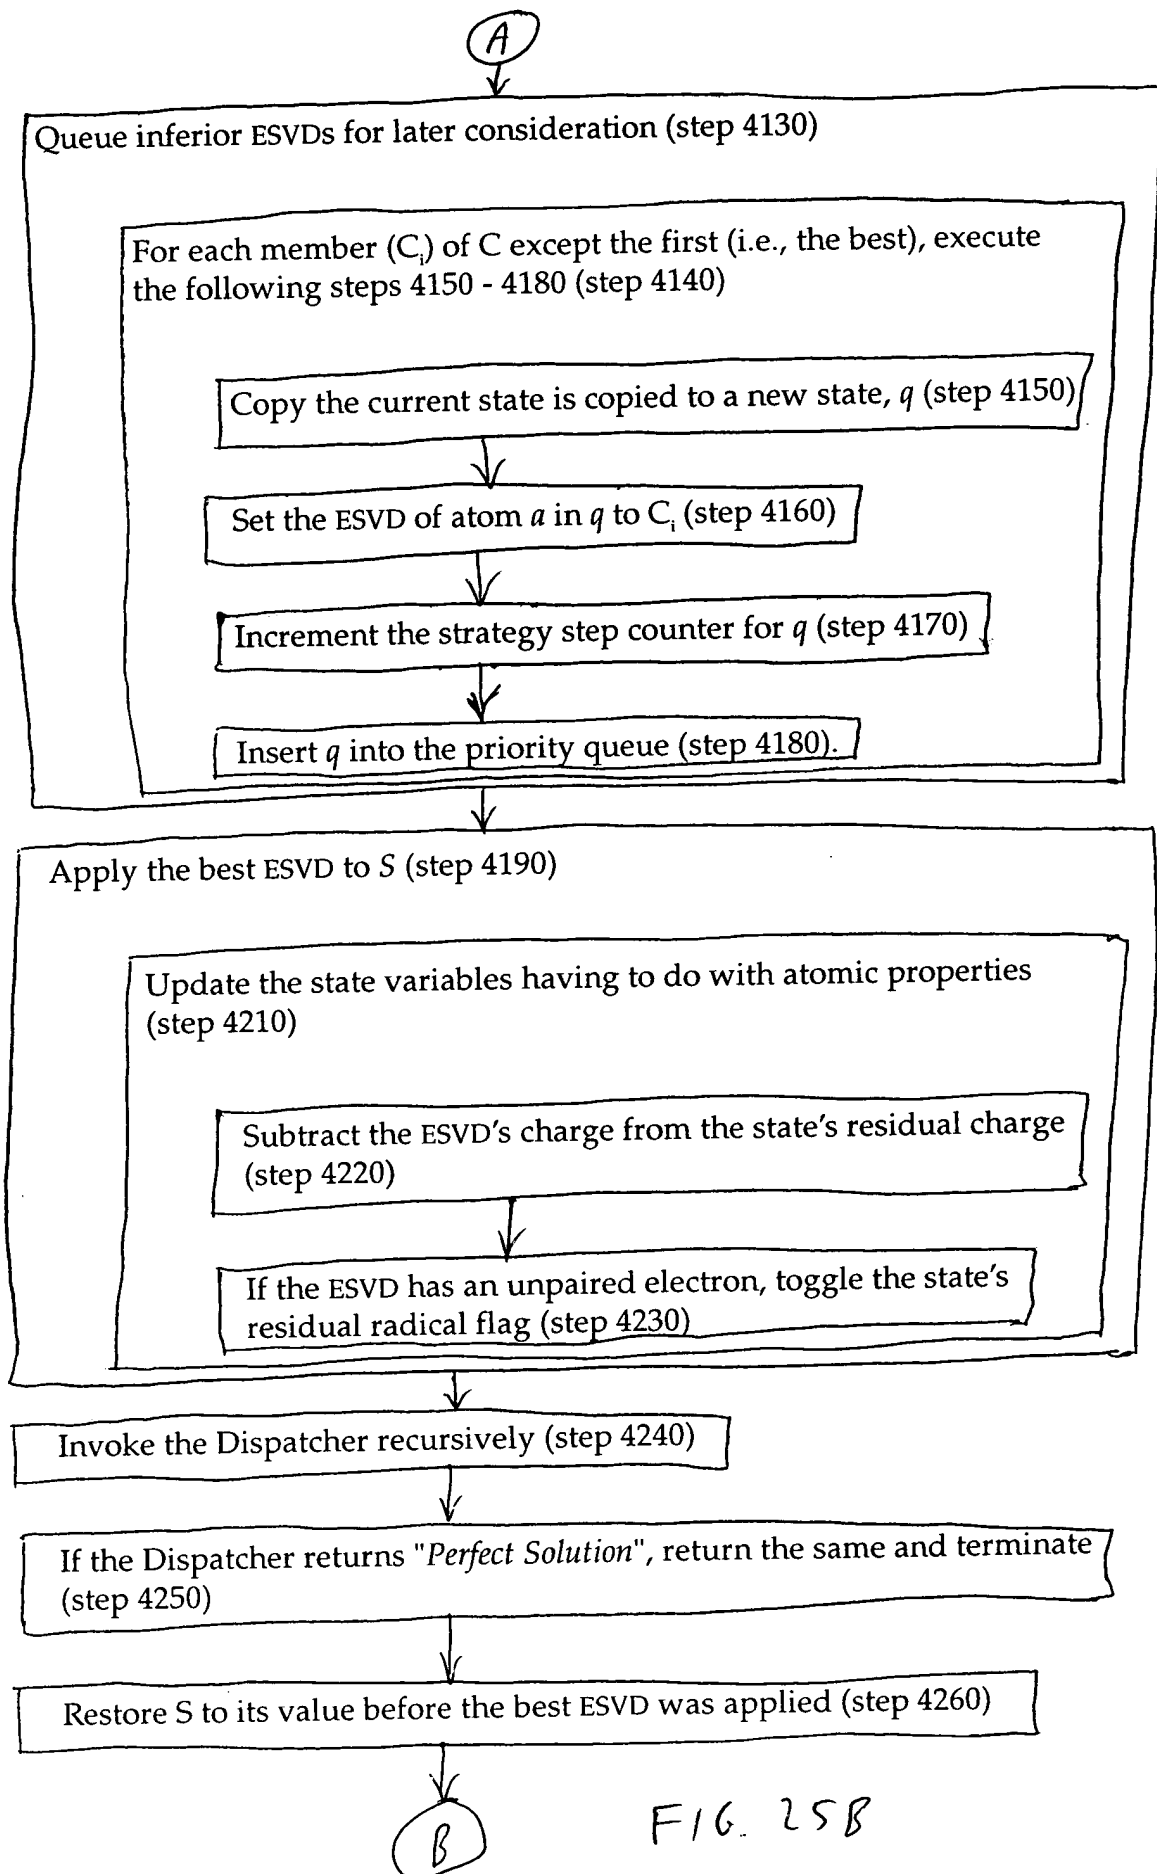 A
Queue inferior ESVDs for later consideration (step 4130)
For each member (Ci) of C except the first (i.e., the best), execute
the following steps 4150 - 4180 (step 4140)
Copy the current state is copied to a new state, q (step 4150)
Set the ESVD of atom a in q to Ci (step 4160)
Increment the strategy step counter for q (step 4170)
Insert q into the priority queue (step 4180).
Apply the best ESVD to S (step 4190)
Update the state variables having to do with atomic properties
(step 4210)
Subtract the ESVD's charge from the state's residual charge
(step 4220)
If the ESVD has an unpaired electron, toggle the state's
residual radical flag (step 4230)
Invoke the Dispatcher recursively (step 4240)
If the Dispatcher returns "Perfect Solution", return the same and terminate
(step 4250)
Restore S to its value before the best ESVD was applied (step 4260)
B
FIG. 25B